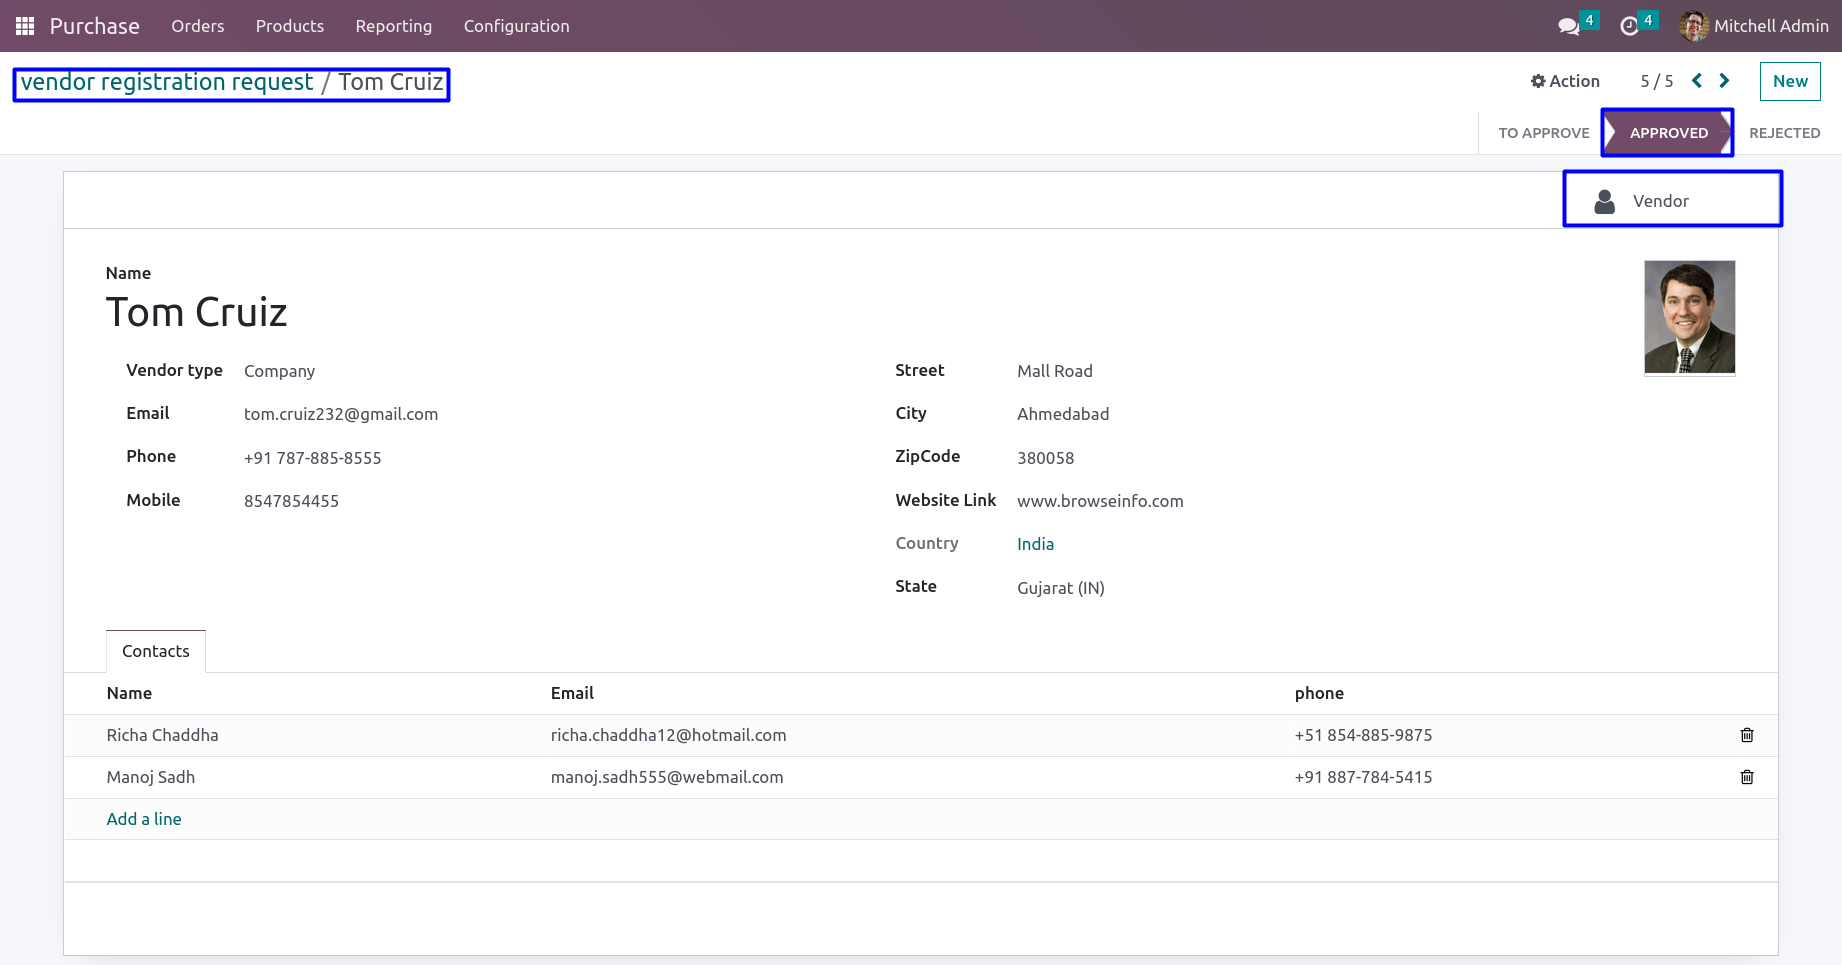 Purchase Orders Products Reporting Configuration 4 4 Mitchell Admin
vendor registration request / Tom Cruiz Action 5 / 5 New
TO APPROVE APPROVED REJECTED
Vendor
Name
Tom Cruiz
Vendor type Company Street Mall Road
Email tom.cruiz232@gmail.com City Ahmedabad
Phone +91 787-885-8555 ZipCode 380058
Mobile 8547854455 Website Link www.browseinfo.com
Country India
State Gujarat (IN)
Contacts
Name Email phone
Richa Chaddha richa.chaddha12@hotmail.com +51 854-885-9875
Manoj Sadh manoj.sadh555@webmail.com +91 887-784-5415
Add a line